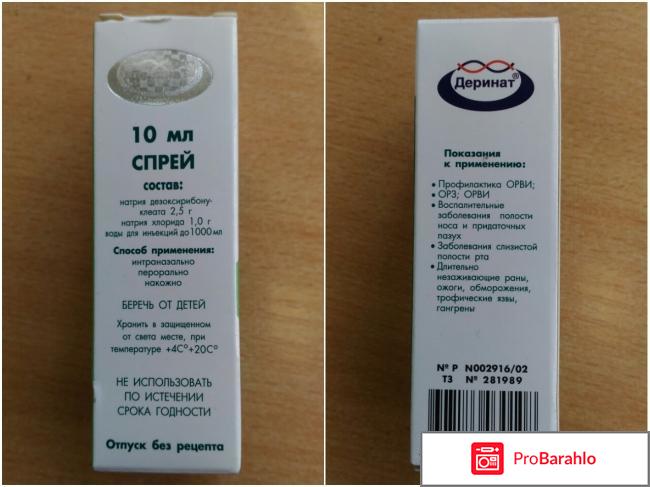 10 мл
СПРЕЙ
состав:
натрия дезоксирибону-
клеата 2,5 г
натрия хлорида 1,0 г
воды для инъекций до 1000мл
Способ применения:
интраназально
перорально
накожно
БЕРЕЧЬ ОТ ДЕТЕЙ
Хранить в защищенном
от света месте, при
температуре +4С°+20С°
НЕ ИСПОЛЬЗОВАТЬ
ПО ИСТЕЧЕНИИ
СРОКА ГОДНОСТИ
Отпуск без рецепта
Деринат®
Показания
к применению:
• Профилактика ОРВИ;
• ОРЗ; ОРВИ
• Воспалительные
заболевания полости
носа и придаточных
пазух
• Заболевания слизистой
полости рта
• Длительно
незаживающие раны,
ожоги, обморожения,
трофические язвы,
гангрены
№ Р N002916/02
ТЗ № 281989
ProBarahlo